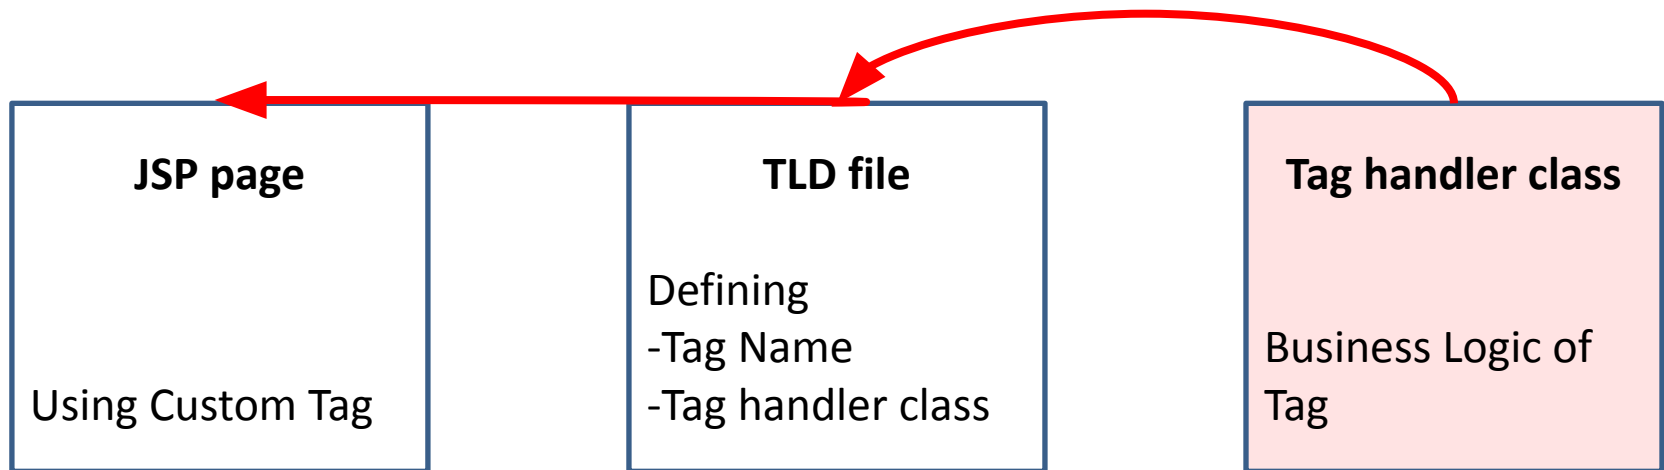 JSP page
Using Custom Tag
TLD file
Defining
-Tag Name
-Tag handler class
Tag handler class
Business Logic of
Tag